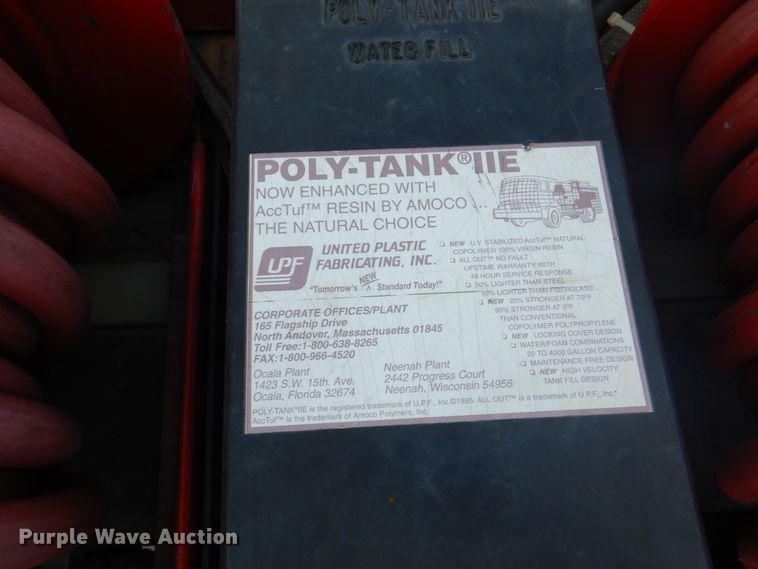 POLY-TANK IIE
WATER FILL
POLY-TANK® IIE
NOW ENHANCED WITH
AccTuf™ RESIN BY AMOCO ...
THE NATURAL CHOICE
UPF
UNITED PLASTIC
FABRICATING, INC.
"Tomorrow's NEW ^ Standard Today!"
CORPORATE OFFICES/PLANT
165 Flagship Drive
North Andover, Massachusetts 01845
Toll Free:1-800-638-8265
FAX:1-800-966-4520
Ocala Plant
1423 S.W. 15th. Ave.
Ocala, Florida 32674
Neenah Plant
2442 Progress Court
Neenah, Wisconsin 54956
❏ NEW U.V. STABILIZED AccTuf™ NATURAL
COPOLYMER 100% VIRGIN RESIN
❏ ALL OUT™ NO FAULT
LIFETIME WARRANTY WITH
48 HOUR SERVICE RESPONSE
❏ 50% LIGHTER THAN STEEL
10% LIGHTER THAN FIBERGLASS
❏ NEW 20% STRONGER AT 70°F
90% STRONGER AT 0°F
THAN CONVENTIONAL
COPOLYMER POLYPROPYLENE
❏ NEW LOCKING COVER DESIGN
❏ WATER/FOAM COMBINATIONS
20 TO 4000 GALLON CAPACITY
❏ MAINTENANCE FREE DESIGN
❏ NEW HIGH VELOCITY
TANK FILL DESIGN
POLY-TANK®IIE is the registered trademark of U.P.F., Inc.©1995. ALL OUT™ is a trademark of U.P.F., Inc.
AccTuf™ is the trademark of Amoco Polymers, Inc.
Purple Wave Auction